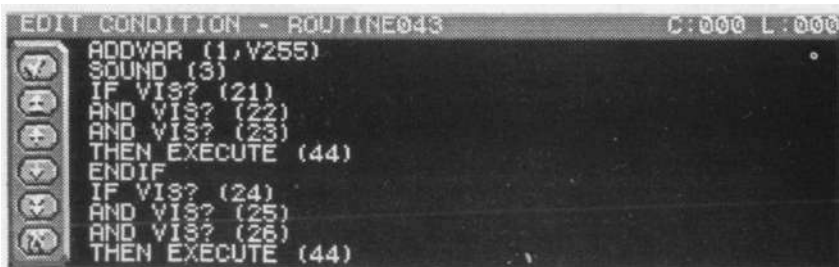 EDIT CONDITION - ROUTINE043 C:000 L:000
ADDVAR (1,V255)
SOUND (3)
IF VIS? (21)
AND VIS? (22)
AND VIS? (23)
THEN EXECUTE (44)
ENDIF
IF VIS? (24)
AND VIS? (25)
AND VIS? (26)
THEN EXECUTE (44)